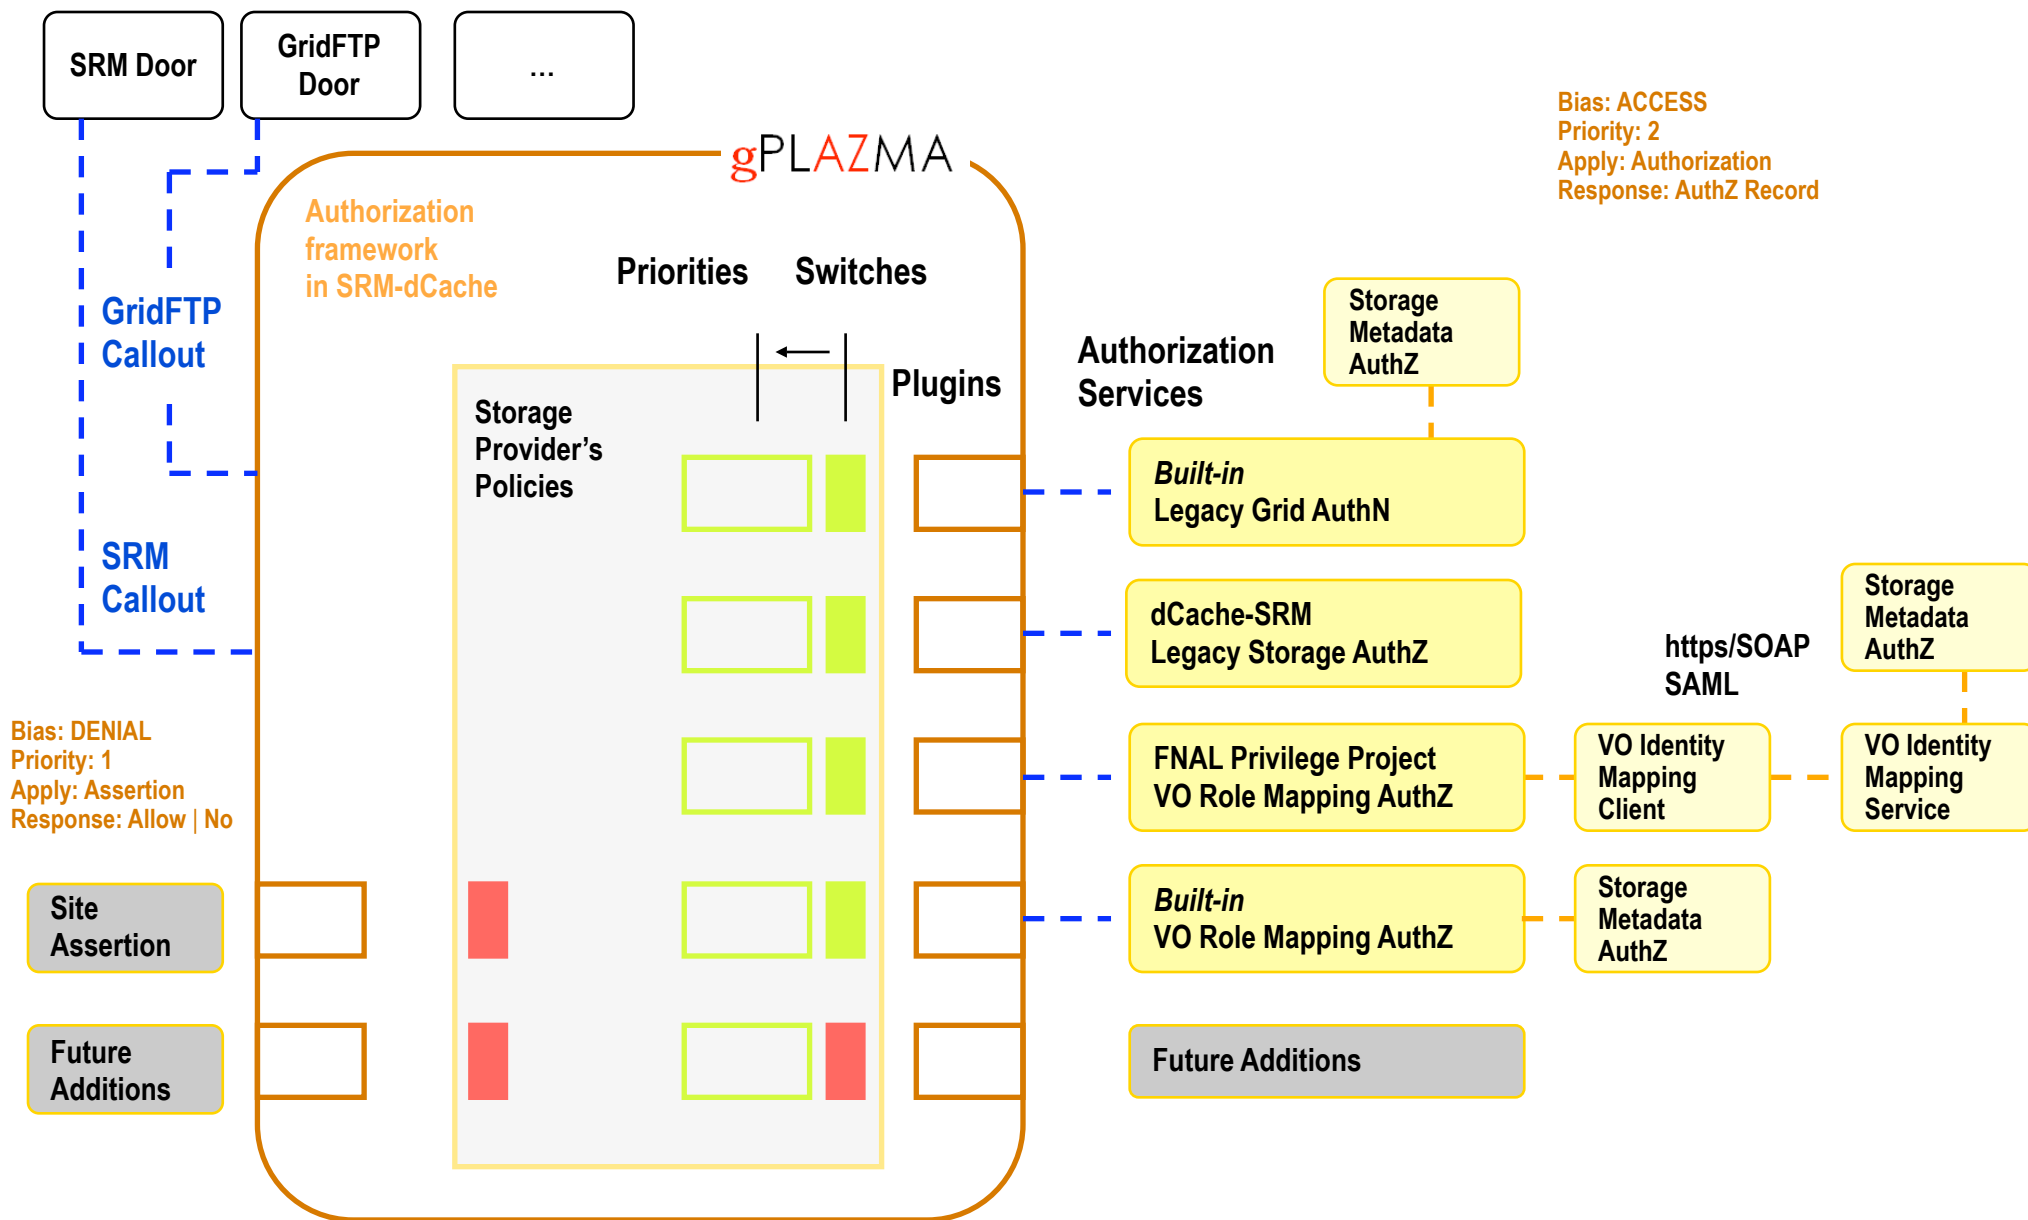 SRM Door
GridFTP
Door
...
gPLAZMA
Bias: ACCESS
Priority: 2
Apply: Authorization
Response: AuthZ Record
Authorization
framework
in SRM-dCache
Priorities
Switches
GridFTP
Callout
Authorization
Services
Storage
Metadata
AuthZ
Plugins
Storage
Provider’s
Policies
Built-in
Legacy Grid AuthN
SRM
Callout
dCache-SRM
Legacy Storage AuthZ
https/SOAP
SAML
Storage
Metadata
AuthZ
Bias: DENIAL
Priority: 1
Apply: Assertion
Response: Allow | No
FNAL Privilege Project
VO Role Mapping AuthZ
VO Identity
Mapping
Client
VO Identity
Mapping
Service
Site
Assertion
Built-in
VO Role Mapping AuthZ
Storage
Metadata
AuthZ
Future
Additions
Future Additions